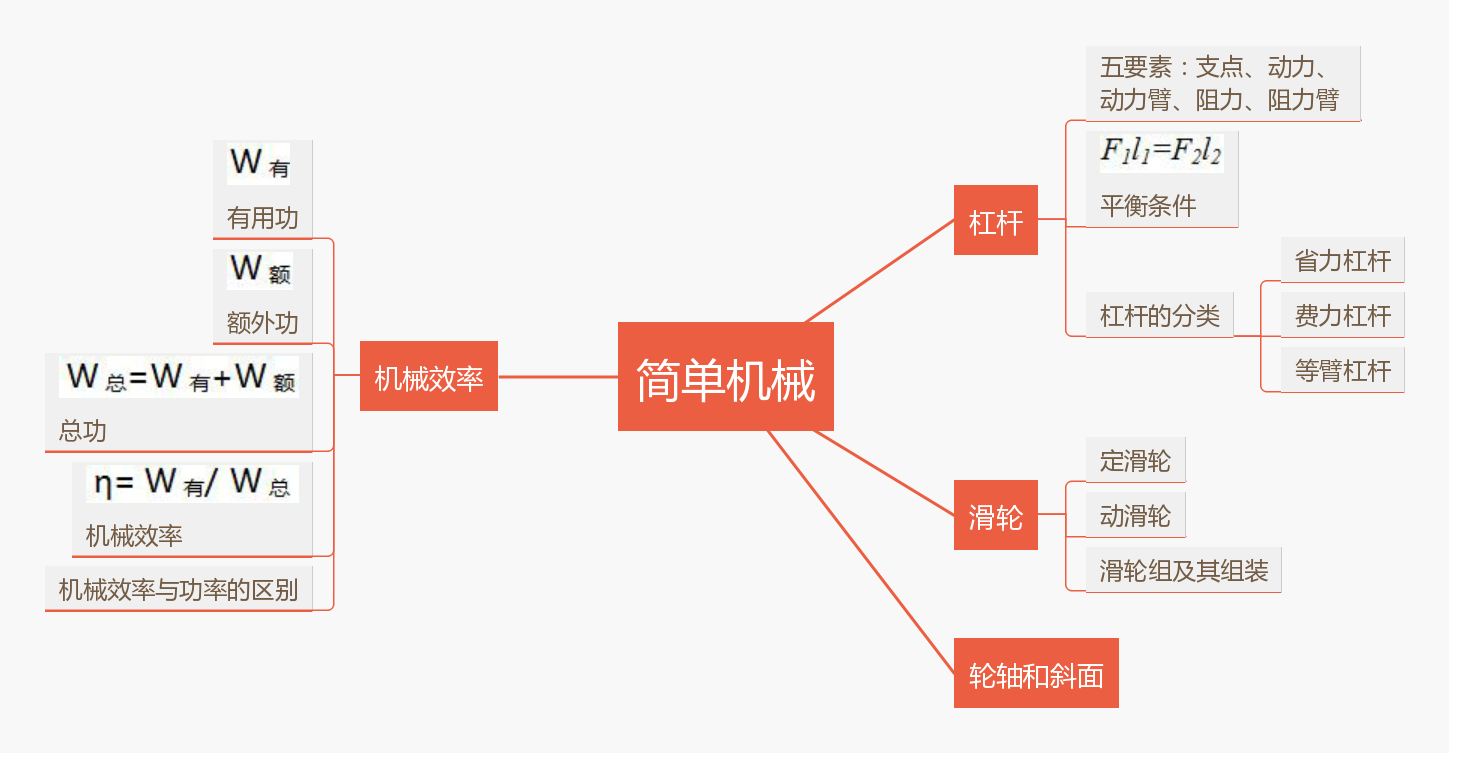 简单机械
杠杆
五要素：支点、动力、
动力臂、阻力、阻力臂
F1l1=F2l2
平衡条件
杠杆的分类
省力杠杆
费力杠杆
等臂杠杆
滑轮
定滑轮
动滑轮
滑轮组及其组装
轮轴和斜面
机械效率
W有
有用功
W额
额外功
W总=W有+W额
总功
η= W有/ W总
机械效率
机械效率与功率的区别